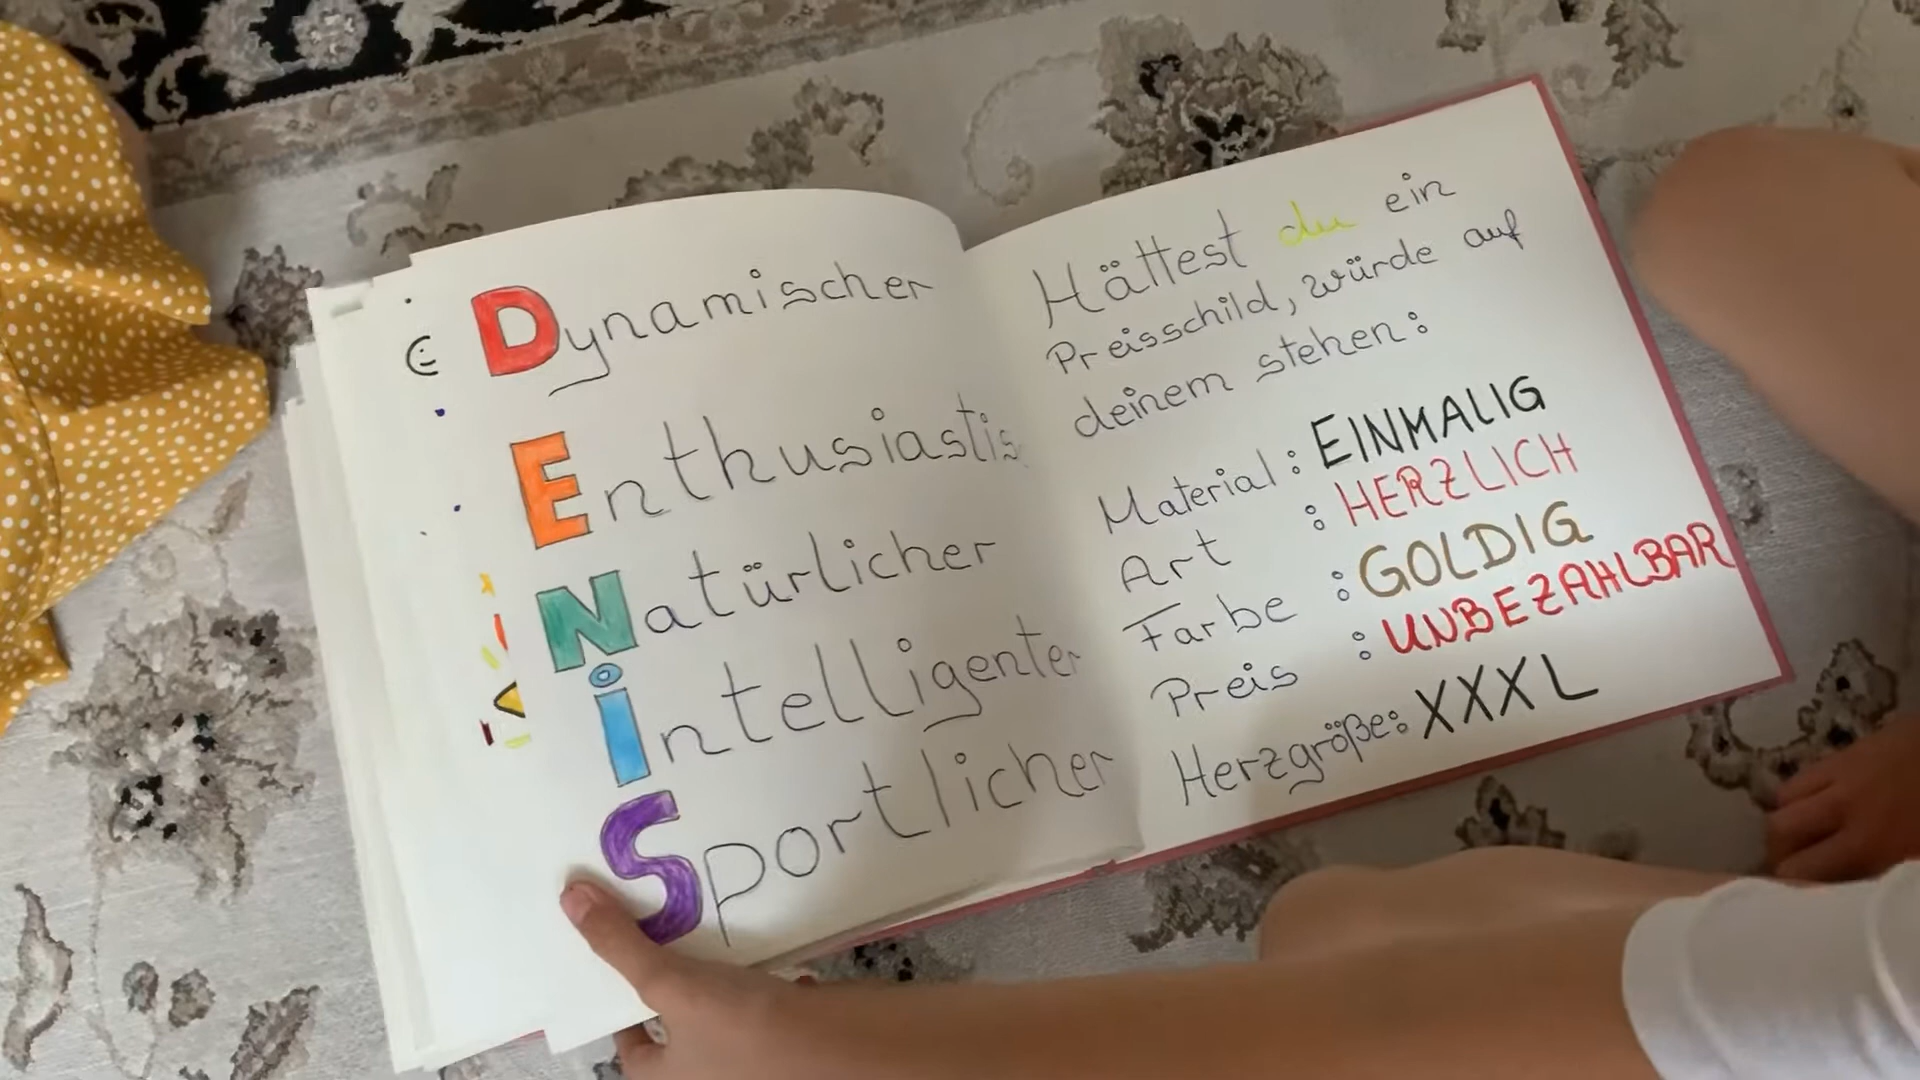 Dynamischer
Enthusiastis
Natürlicher
Intelligenter
Sportlicher
Hättest du ein
Preisschild, würde auf
deinem stehen:
Material: EINMALIG
Art : HERZLICH
Farbe : GOLDIG
Preis : UNBEZAHLBAR
Herzgröße: XXXL